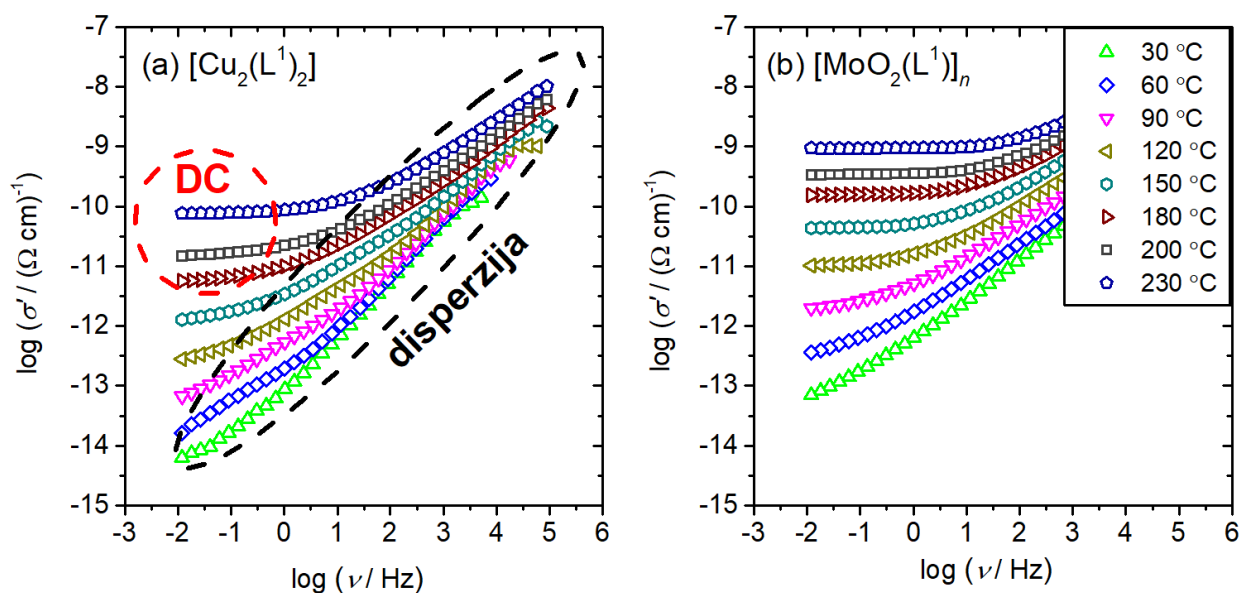 (a) [Cu₂(L¹)₂]
DC
disperzija
log (σ′ / (Ω cm)⁻¹)
-7
-8
-9
-10
-11
-12
-13
-14
-15
-3 -2 -1 0 1 2 3 4 5 6
log (ν / Hz)
(b) [MoO₂(L¹)]ₙ
log (σ′ / (Ω cm)⁻¹)
-7
-8
-9
-10
-11
-12
-13
-14
-15
-3 -2 -1 0 1 2 3 4 5 6
log (ν / Hz)
30 °C
60 °C
90 °C
120 °C
150 °C
180 °C
200 °C
230 °C